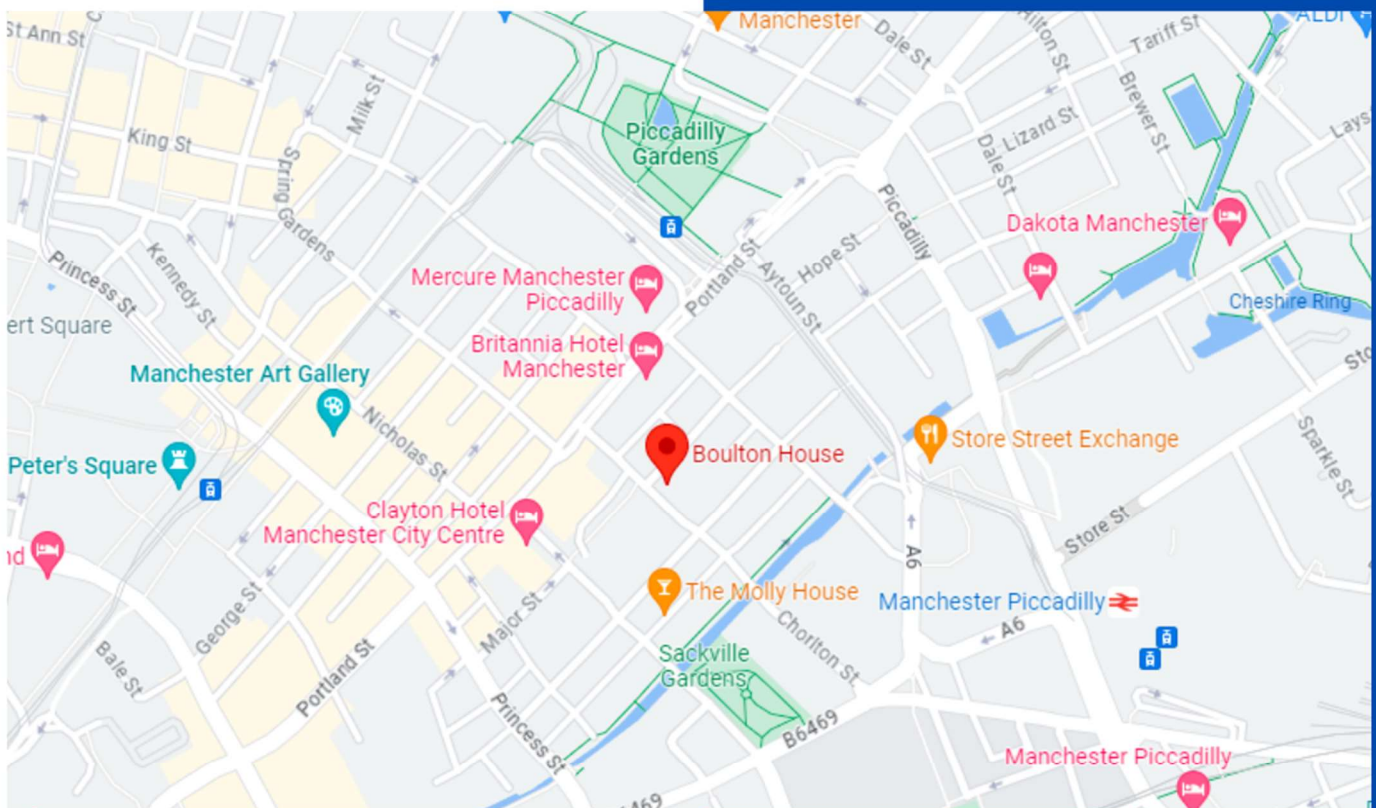 Manchester
ALDI
St Ann St
Dale St
Hilton St
Tariff St
Milk St
King St
Piccadilly
Gardens
Brewer St
Lizard St
Dale St
Lays
Spring Gardens
Piccadilly
Dakota Manchester
Princess St
Kennedy St
Mercure Manchester
Piccadilly
Portland St
Aytoun St
Hope St
Cheshire Ring
ert Square
Britannia Hotel
Manchester
Sto
Manchester Art Gallery
Nicholas St
Boulton House
Store Street Exchange
Sparkle St
Peter's Square
Clayton Hotel
Manchester City Centre
Store St
A6
nd
George St
Major St
The Molly House
Manchester Piccadilly
Chorlton St
A6
Bale St
Portland St
Sackville
Gardens
Princess St
B6469
Manchester Piccadilly
6469